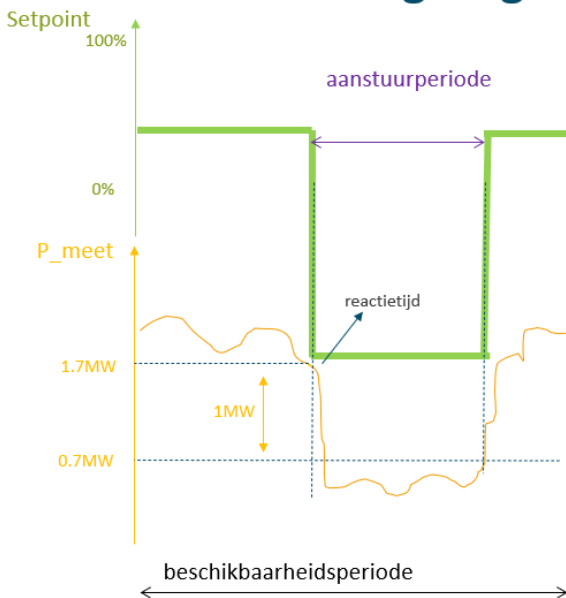 Setpoint
100%
aanstuurperiode
0%
P_meet
reactietijd
1.7MW
1MW
0.7MW
beschikbaarheidsperiode